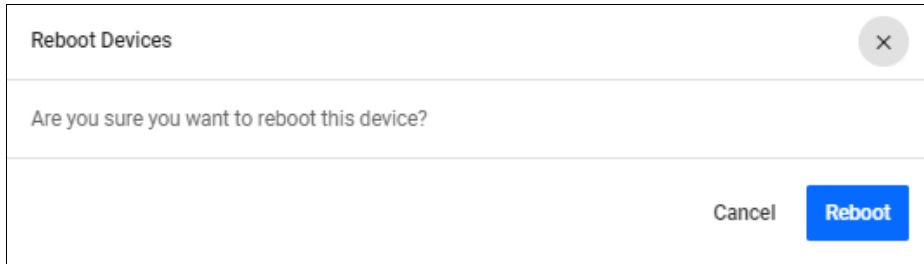 Reboot Devices
Are you sure you want to reboot this device?
Cancel Reboot